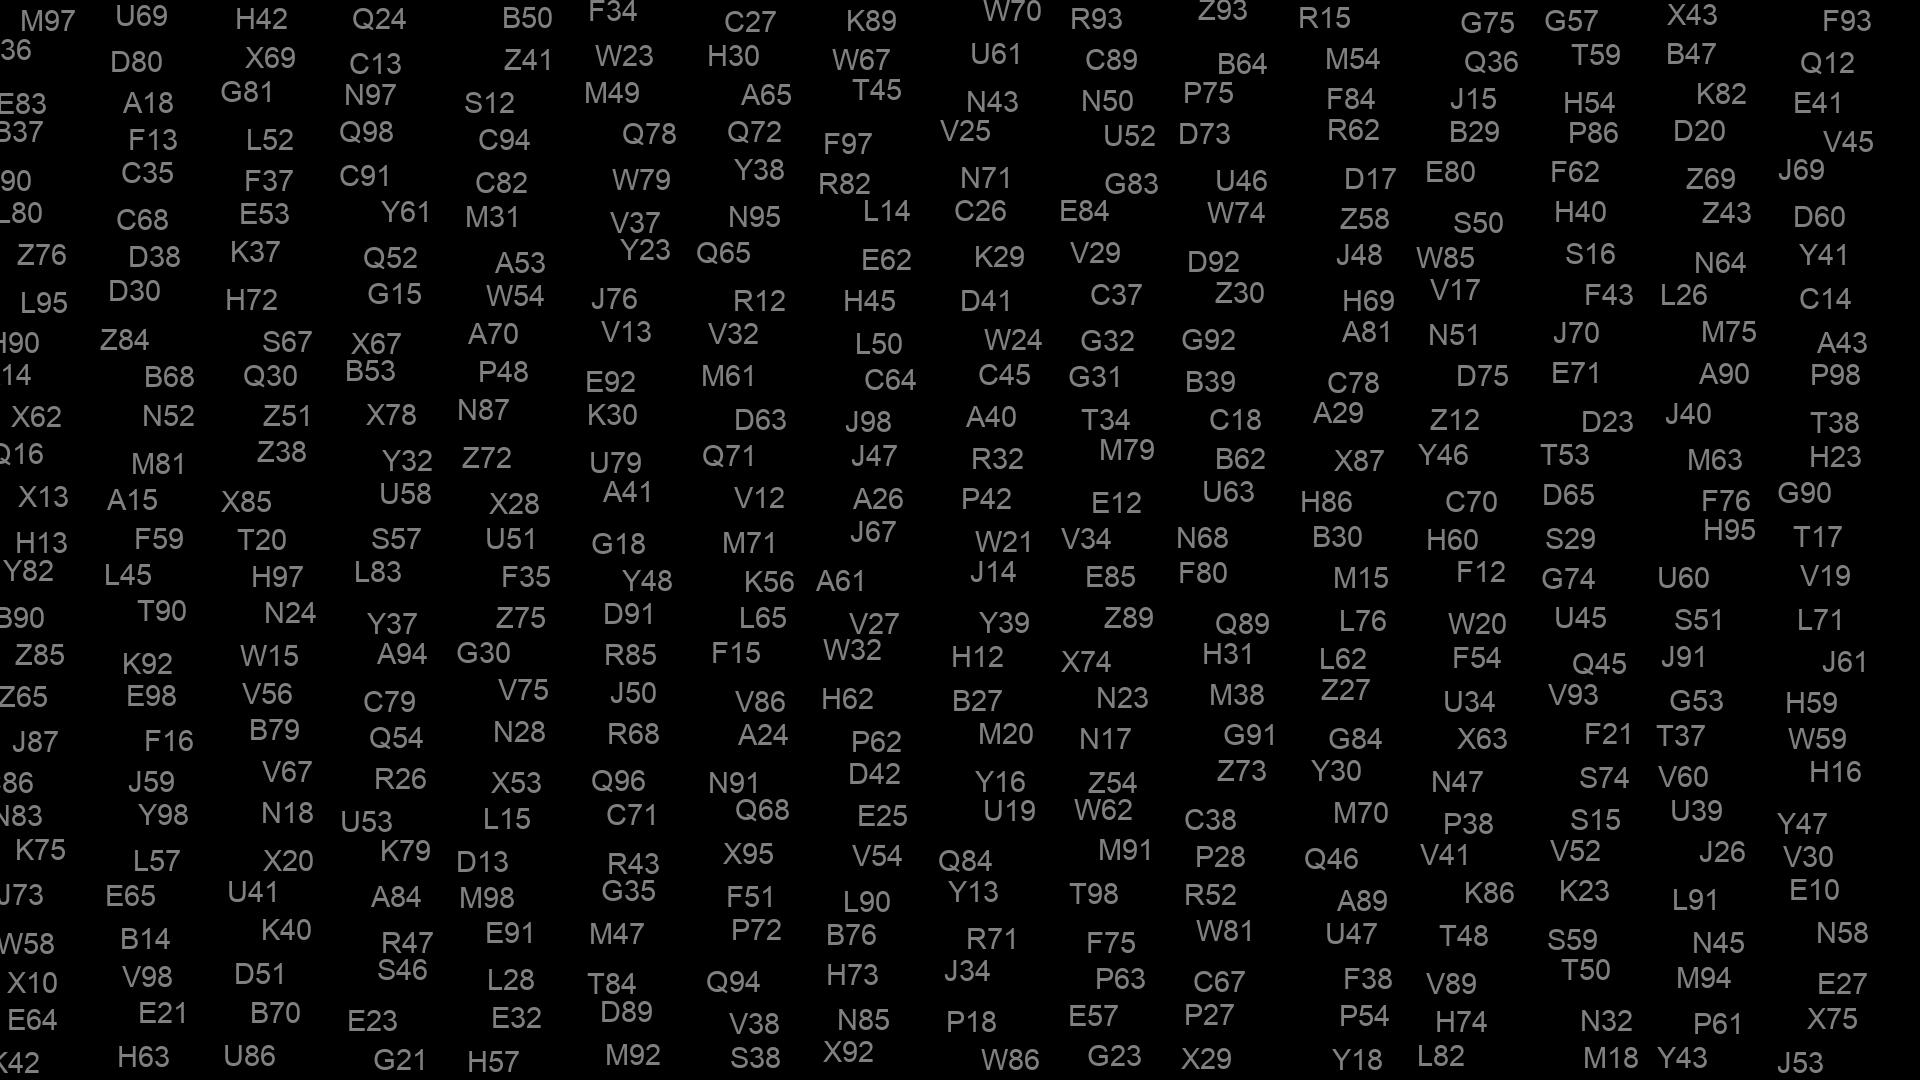 M97 U69 H42 Q24 B50 F34 C27 K89 W70 R93 Z93 R15 G75 G57 X43 F93
36 D80 X69 C13 Z41 W23 H30 W67 U61 C89 B64 M54 Q36 T59 B47 Q12
E83 A18 G81 N97 S12 M49 A65 T45 N43 N50 P75 F84 J15 H54 K82 E41
B37 F13 L52 Q98 C94 Q78 Q72 F97 V25 U52 D73 R62 B29 P86 D20 V45
90 C35 F37 C91 C82 W79 Y38 R82 N71 G83 U46 D17 E80 F62 Z69 J69
L80 C68 E53 Y61 M31 V37 N95 L14 C26 E84 W74 Z58 S50 H40 Z43 D60
Z76 D38 K37 Q52 A53 Y23 Q65 E62 K29 V29 D92 J48 W85 S16 N64 Y41
L95 D30 H72 G15 W54 J76 R12 H45 D41 C37 Z30 H69 V17 F43 L26 C14
H90 Z84 S67 X67 A70 V13 V32 L50 W24 G32 G92 A81 N51 J70 M75 A43
14 B68 Q30 B53 P48 E92 M61 C64 C45 G31 B39 C78 D75 E71 A90 P98
X62 N52 Z51 X78 N87 K30 D63 J98 A40 T34 C18 A29 Z12 D23 J40 T38
Q16 M81 Z38 Y32 Z72 U79 Q71 J47 R32 M79 B62 X87 Y46 T53 M63 H23
X13 A15 X85 U58 X28 A41 V12 A26 P42 E12 U63 H86 C70 D65 F76 G90
H13 F59 T20 S57 U51 G18 M71 J67 W21 V34 N68 B30 H60 S29 H95 T17
Y82 L45 H97 L83 F35 Y48 K56 A61 J14 E85 F80 M15 F12 G74 U60 V19
B90 T90 N24 Y37 Z75 D91 L65 V27 Y39 Z89 Q89 L76 W20 U45 S51 L71
Z85 K92 W15 A94 G30 R85 F15 W32 H12 X74 H31 L62 F54 Q45 J91 J61
Z65 E98 V56 C79 V75 J50 V86 H62 B27 N23 M38 Z27 U34 V93 G53 H59
J87 F16 B79 Q54 N28 R68 A24 P62 M20 N17 G91 G84 X63 F21 T37 W59
86 J59 V67 R26 X53 Q96 N91 D42 Y16 Z54 Z73 Y30 N47 S74 V60 H16
N83 Y98 N18 U53 L15 C71 Q68 E25 U19 W62 C38 M70 P38 S15 U39 Y47
K75 L57 X20 K79 D13 R43 X95 V54 Q84 M91 P28 Q46 V41 V52 J26 V30
J73 E65 U41 A84 M98 G35 F51 L90 Y13 T98 R52 A89 K86 K23 L91 E10
W58 B14 K40 R47 E91 M47 P72 B76 R71 F75 W81 U47 T48 S59 N45 N58
X10 V98 D51 S46 L28 T84 Q94 H73 J34 P63 C67 F38 V89 T50 M94 E27
E64 E21 B70 E23 E32 D89 V38 N85 P18 E57 P27 P54 H74 N32 P61 X75
K42 H63 U86 G21 H57 M92 S38 X92 W86 G23 X29 Y18 L82 M18 Y43 J53